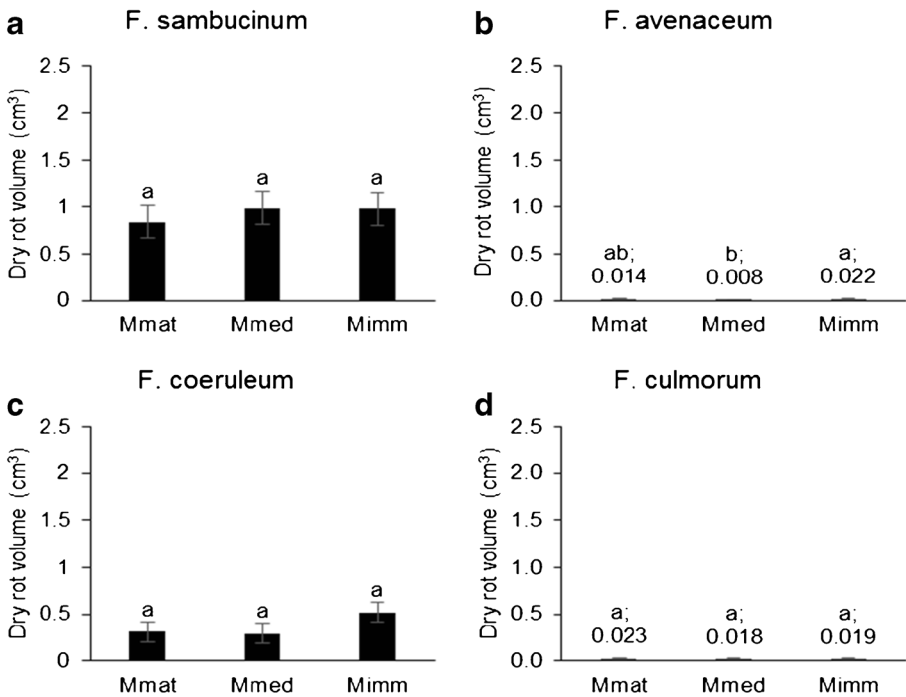 a F. sambucinum
Dry rot volume (cm³)
2.5
2
1.5
1
0.5
0
a a a
Mmat Mmed Mimm
b F. avenaceum
Dry rot volume (cm³)
2.5
2.0
1.5
1.0
0.5
0.0
ab; b; a;
0.014 0.008 0.022
Mmat Mmed Mimm
c F. coeruleum
Dry rot volume (cm³)
2.5
2
1.5
1
0.5
0
a a a
Mmat Mmed Mimm
d F. culmorum
Dry rot volume (cm³)
2.5
2.0
1.5
1.0
0.5
0.0
a; a; a;
0.023 0.018 0.019
Mmat Mmed Mimm